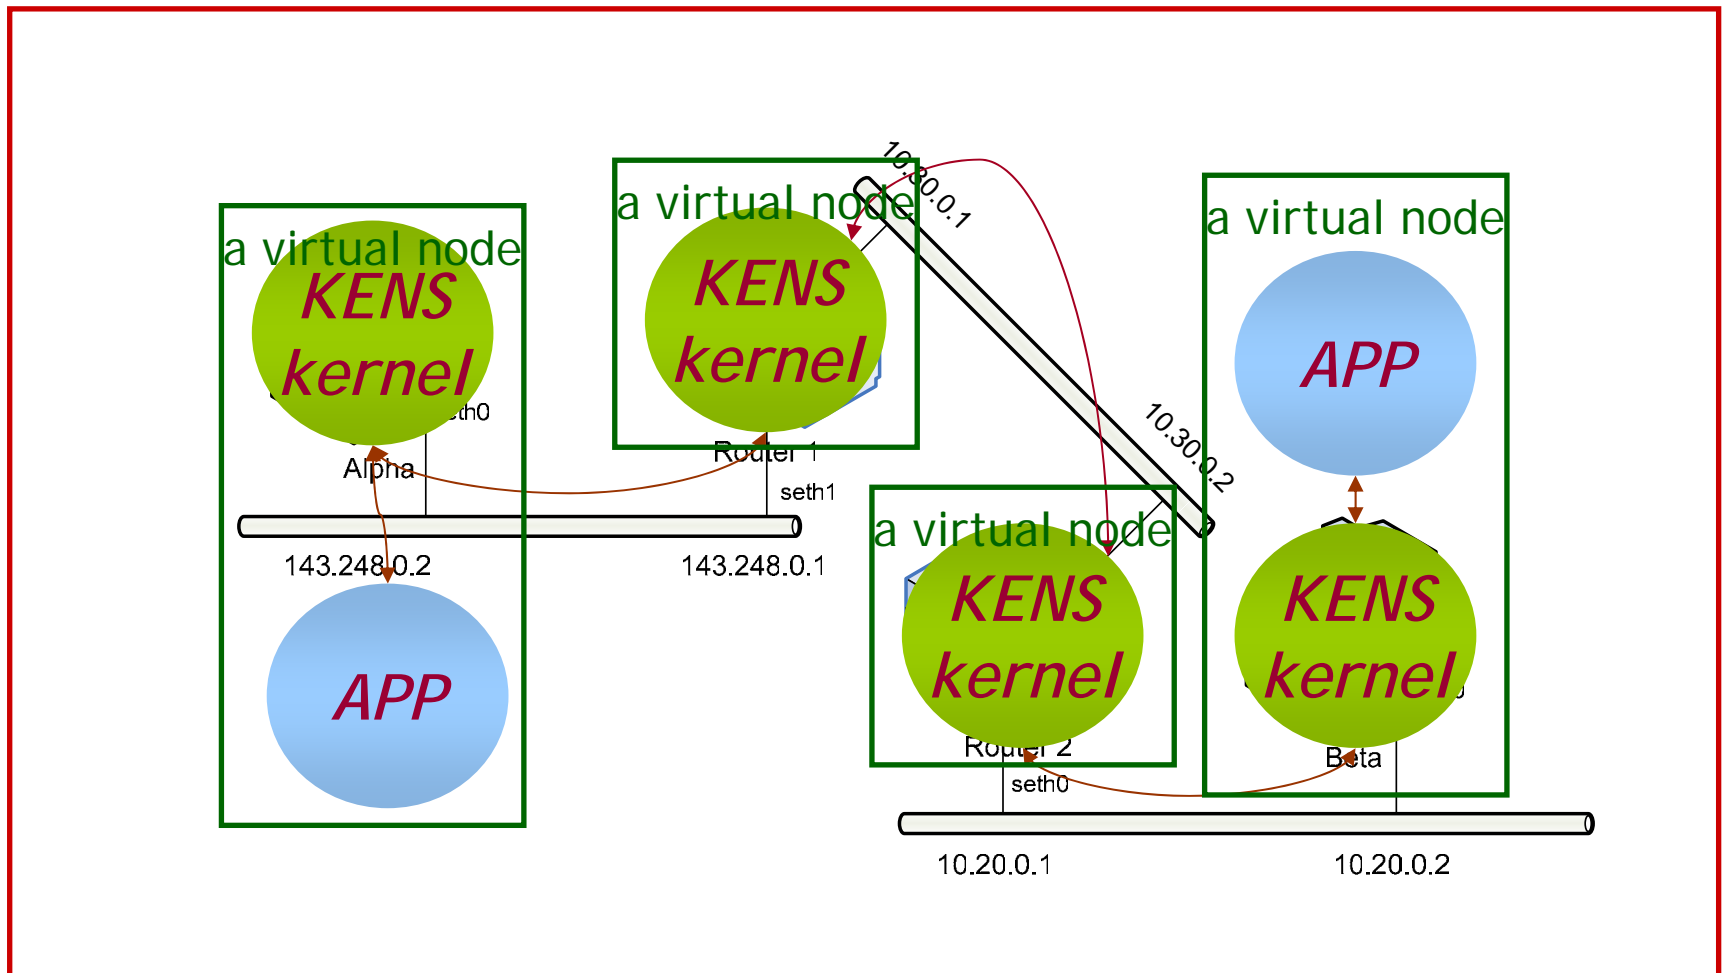 a virtual node
KENS
kernel
Alpha
143.248.0.2
APP
a virtual node
KENS
kernel
Router 1
seth1
143.248.0.1
10.30.0.1
10.30.0.2
a virtual node
KENS
kernel
Router 2
seth0
10.20.0.1
a virtual node
APP
KENS
kernel
Beta
10.20.0.2